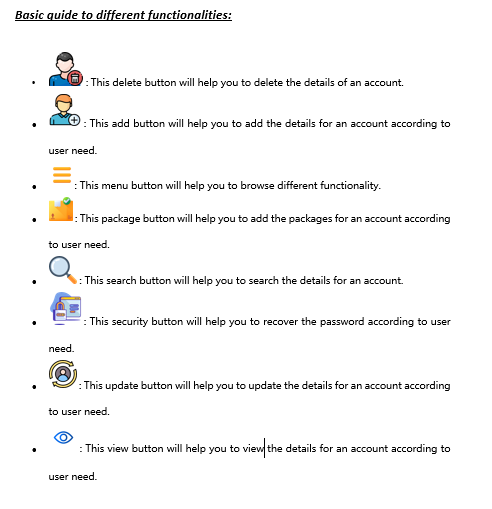 Basic guide to different functionalities:
• : This delete button will help you to delete the details of an account.
• : This add button will help you to add the details for an account according to
user need.
• : This menu button will help you to browse different functionality.
• : This package button will help you to add the packages for an account according
to user need.
• : This search button will help you to search the details for an account.
• : This security button will help you to recover the password according to user
need.
• : This update button will help you to update the details for an account according
to user need.
• : This view button will help you to view the details for an account according to
user need.